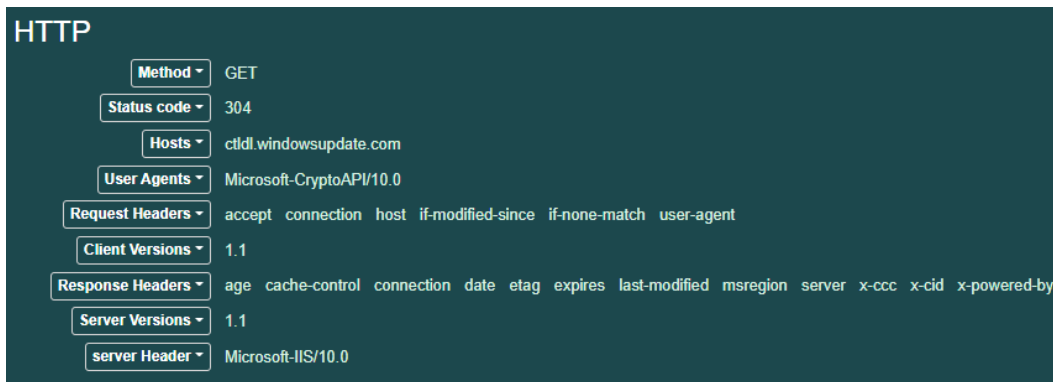 HTTP
Method GET
Status code 304
Hosts ctldl.windowsupdate.com
User Agents Microsoft-CryptoAPI/10.0
Request Headers accept connection host if-modified-since if-none-match user-agent
Client Versions 1.1
Response Headers age cache-control connection date etag expires last-modified msregion server x-ccc x-cid x-powered-by
Server Versions 1.1
server Header Microsoft-IIS/10.0